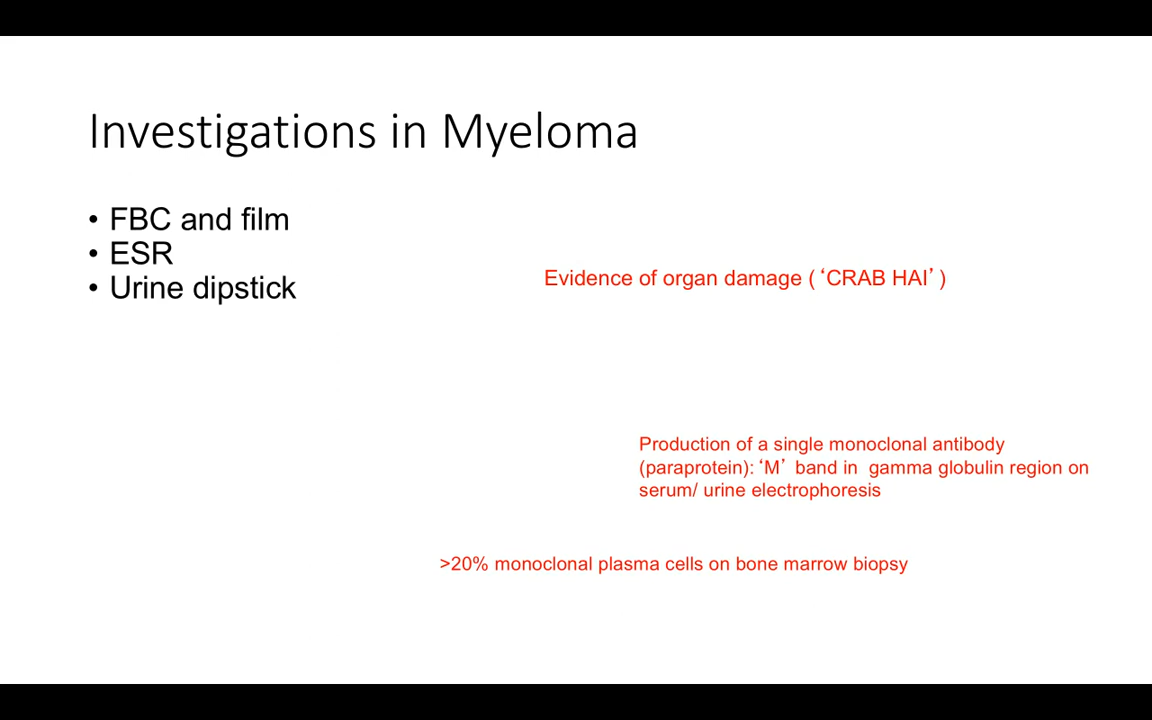 Investigations in Myeloma
• FBC and film
• ESR
• Urine dipstick
Evidence of organ damage (‘CRAB HAI’)
Production of a single monoclonal antibody
(paraprotein): ‘M’ band in gamma globulin region on
serum/ urine electrophoresis
>20% monoclonal plasma cells on bone marrow biopsy